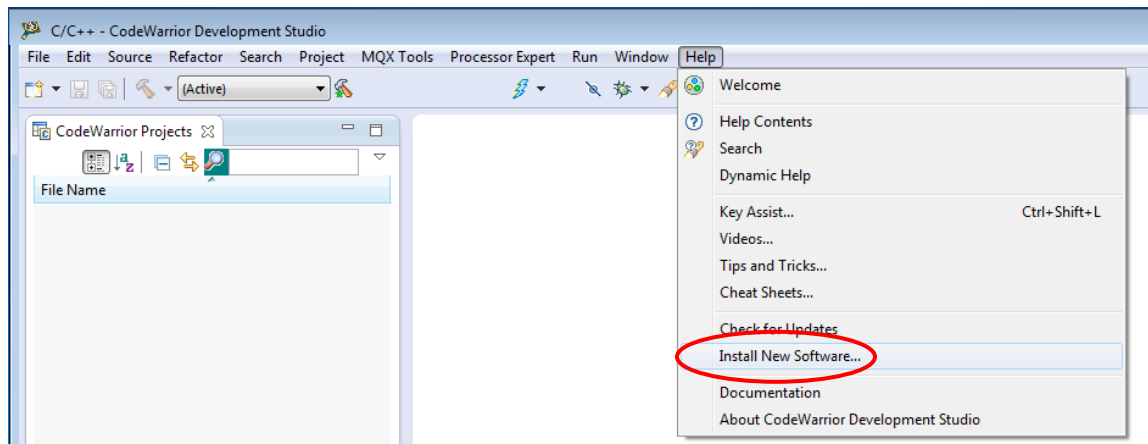 C/C++ - CodeWarrior Development Studio
File Edit Source Refactor Search Project MQX Tools Processor Expert Run Window Help
(Active)
CodeWarrior Projects
File Name
Welcome
Help Contents
Search
Dynamic Help
Key Assist... Ctrl+Shift+L
Videos...
Tips and Tricks...
Cheat Sheets...
Check for Updates
Install New Software...
Documentation
About CodeWarrior Development Studio